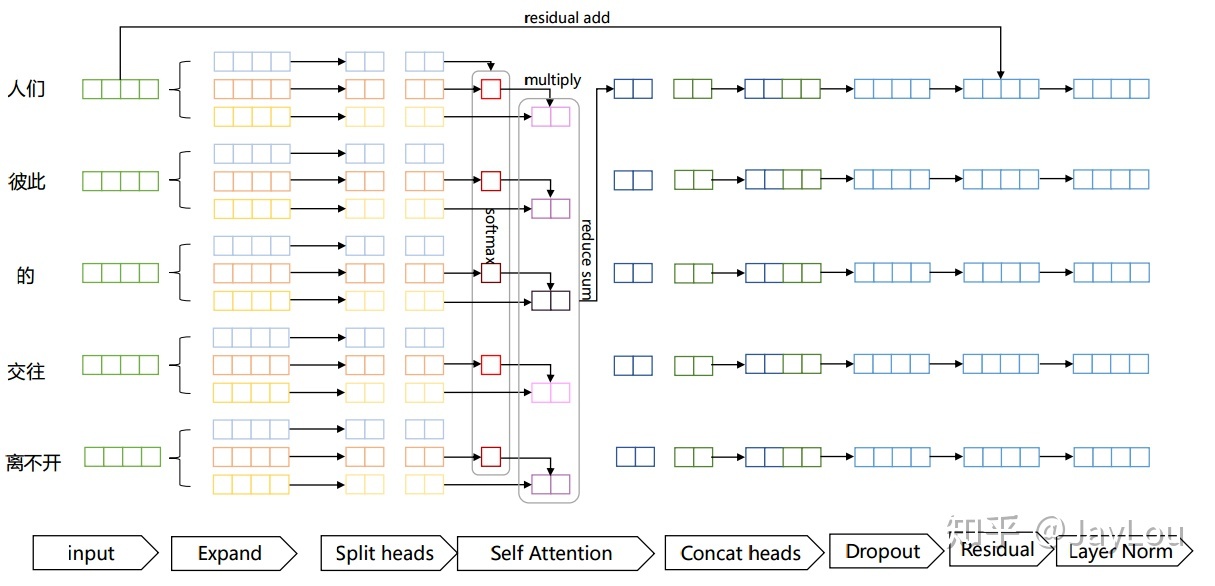 residual add
人们
multiply
彼此
softmax
reduce sum
的
交往
离不开
input
Expand
Split heads
Self Attention
Concat heads
Dropout
Residual
Layer Norm
知乎 @JayLou